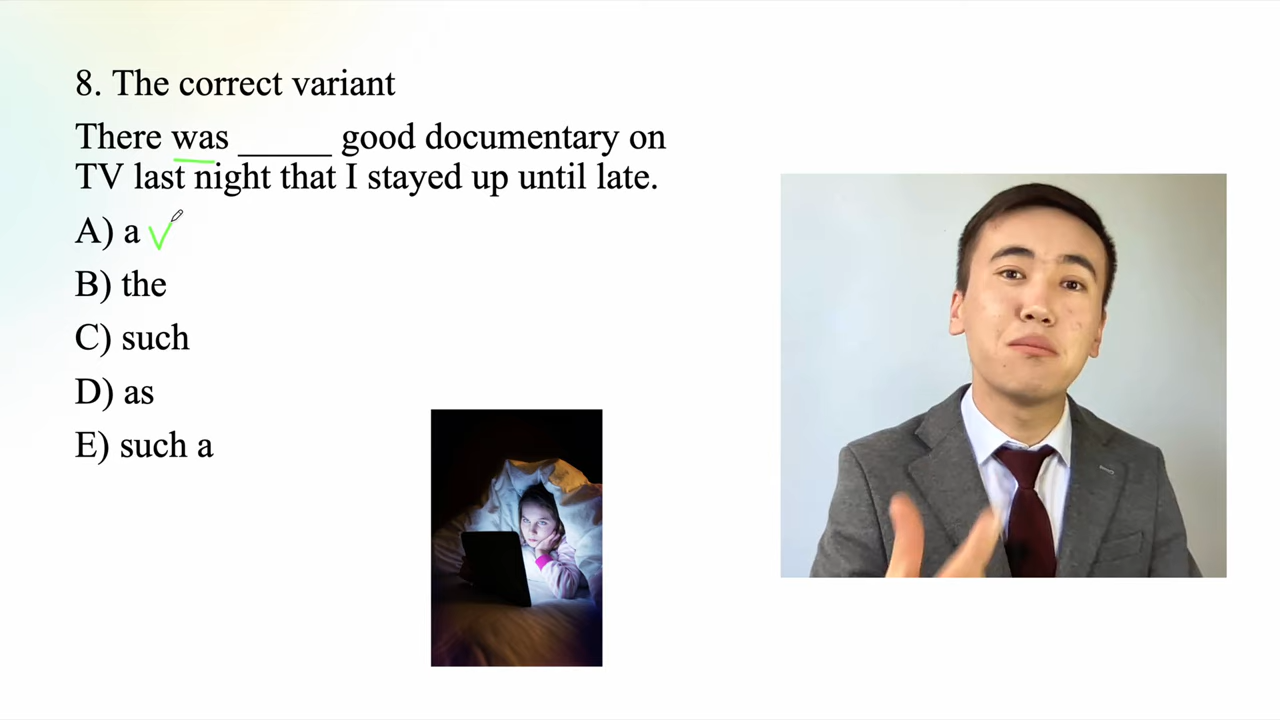 8. The correct variant
There was _____ good documentary on
TV last night that I stayed up until late.
A) a
B) the
C) such
D) as
E) such a